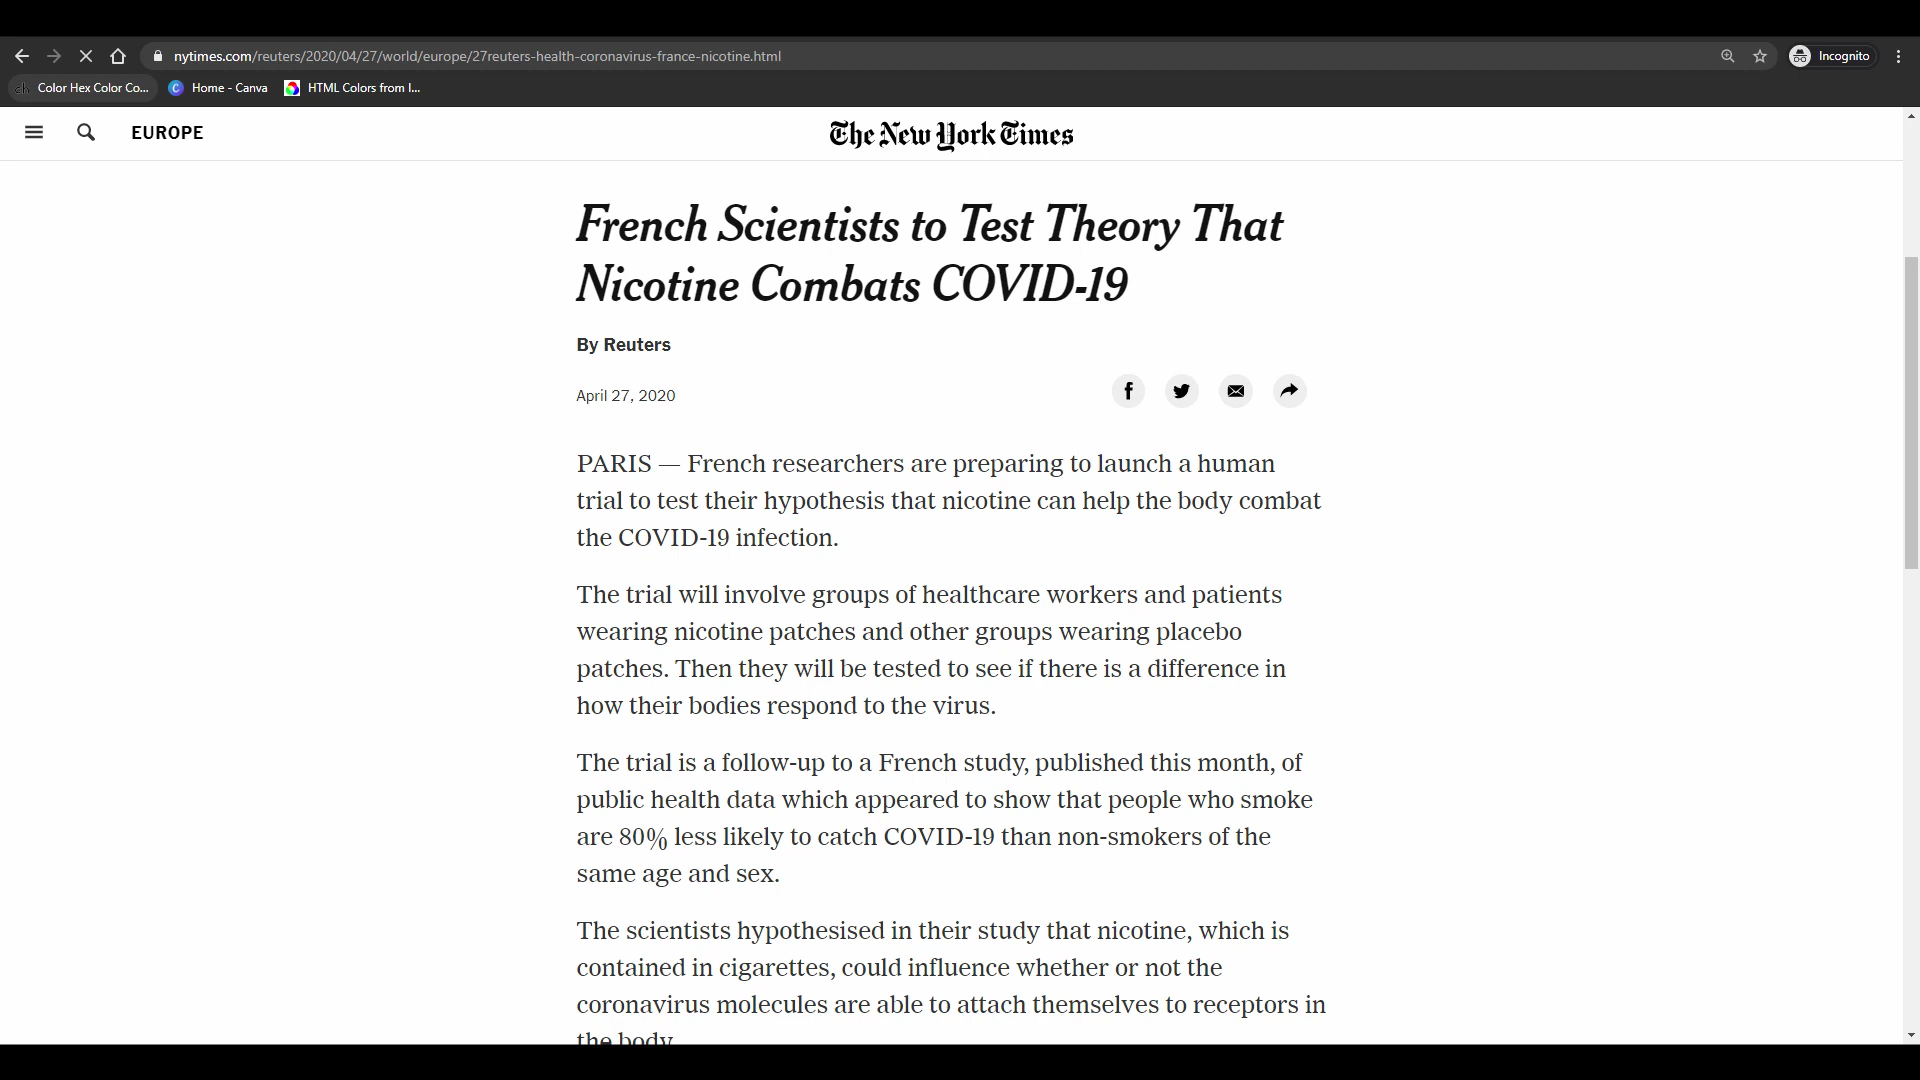 nytimes.com/reuters/2020/04/27/world/europe/27reuters-health-coronavirus-france-nicotine.html
Incognito
Color Hex Color Co...
Home - Canva
HTML Colors from I...
EUROPE
The New York Times
French Scientists to Test Theory That
Nicotine Combats COVID-19
By Reuters
April 27, 2020
PARIS — French researchers are preparing to launch a human
trial to test their hypothesis that nicotine can help the body combat
the COVID-19 infection.
The trial will involve groups of healthcare workers and patients
wearing nicotine patches and other groups wearing placebo
patches. Then they will be tested to see if there is a difference in
how their bodies respond to the virus.
The trial is a follow-up to a French study, published this month, of
public health data which appeared to show that people who smoke
are 80% less likely to catch COVID-19 than non-smokers of the
same age and sex.
The scientists hypothesised in their study that nicotine, which is
contained in cigarettes, could influence whether or not the
coronavirus molecules are able to attach themselves to receptors in
the body.